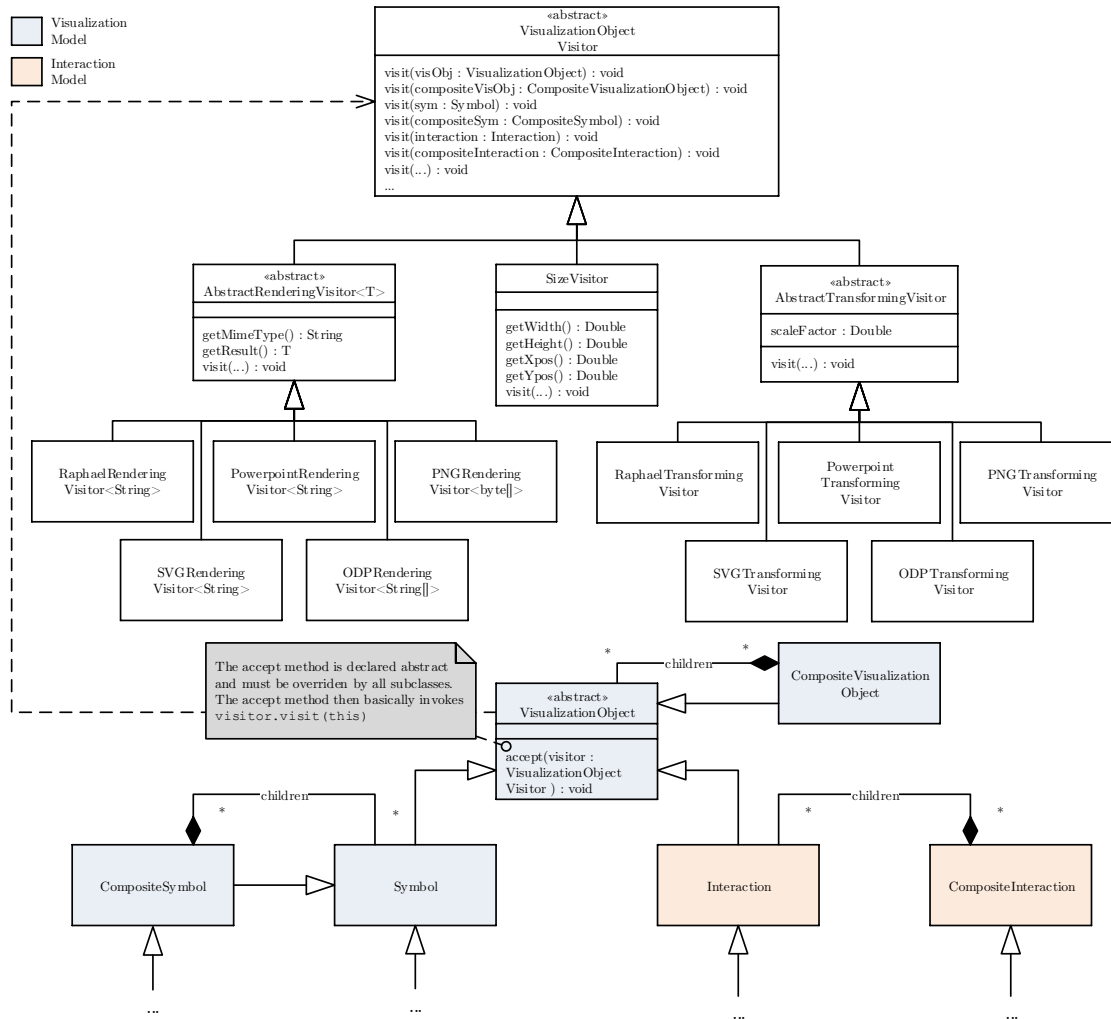 Visualization
Model
Interaction
Model
«abstract»
VisualizationObject
Visitor
visit(visObj : VisualizationObject) : void
visit(compositeVisObj : CompositeVisualizationObject) : void
visit(sym : Symbol) : void
visit(compositeSym : CompositeSymbol) : void
visit(interaction : Interaction) : void
visit(compositeInteraction : CompositeInteraction) : void
visit(...) : void
...
«abstract»
AbstractRenderingVisitor<T>
getMimeType() : String
getResult() : T
visit(...) : void
SizeVisitor
getWidth() : Double
getHeight() : Double
getXpos() : Double
getYpos() : Double
visit(...) : void
«abstract»
AbstractTransformingVisitor
scaleFactor : Double
visit(...) : void
RaphaelRendering
Visitor<String>
PowerpointRendering
Visitor<String>
PNGRendering
Visitor<byte[]>
SVGRendering
Visitor<String>
ODPRendering
Visitor<String[]>
RaphaelTransforming
Visitor
Powerpoint
Transforming
Visitor
PNGTransforming
Visitor
SVGTransforming
Visitor
ODPTransforming
Visitor
The accept method is declared abstract
and must be overriden by all subclasses.
The accept method then basically invokes
visitor.visit(this)
*
children
*
CompositeVisualization
Object
«abstract»
VisualizationObject
accept(visitor :
VisualizationObject
Visitor ) : void
children
*
*
children
*
*
CompositeSymbol
Symbol
Interaction
CompositeInteraction
...
...
...
...